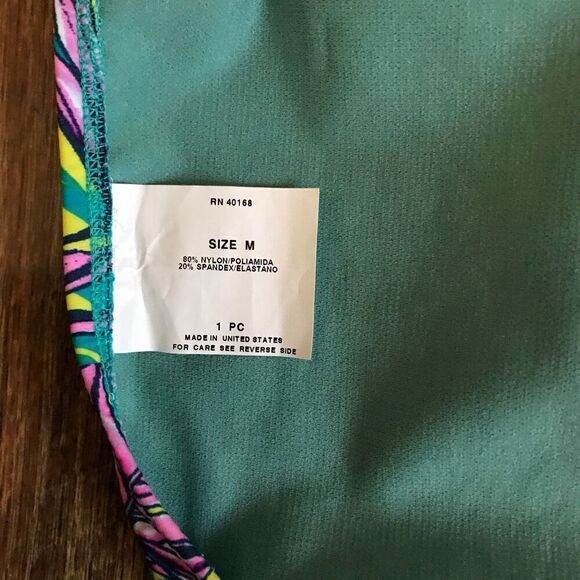 RN 40168
SIZE M
80% NYLON/POLIAMIDA
20% SPANDEX/ELASTANO
1 PC
MADE IN UNITED STATES
FOR CARE SEE REVERSE SIDE